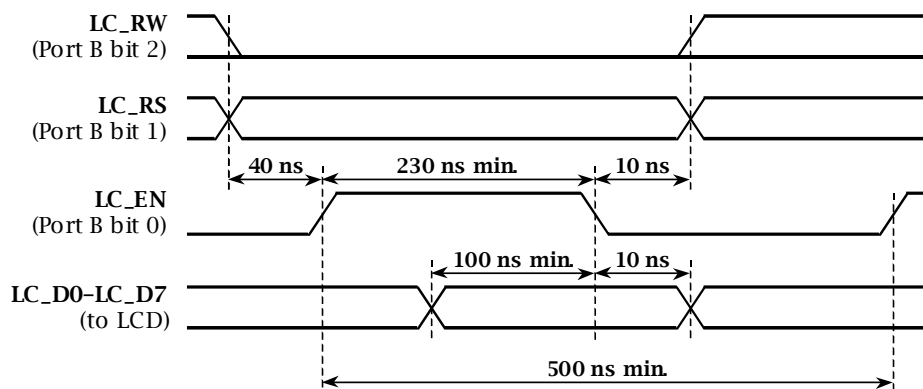 LC_RW
(Port B bit 2)
LC_RS
(Port B bit 1)
40 ns 230 ns min. 10 ns
LC_EN
(Port B bit 0)
100 ns min. 10 ns
LC_D0–LC_D7
(to LCD)
500 ns min.